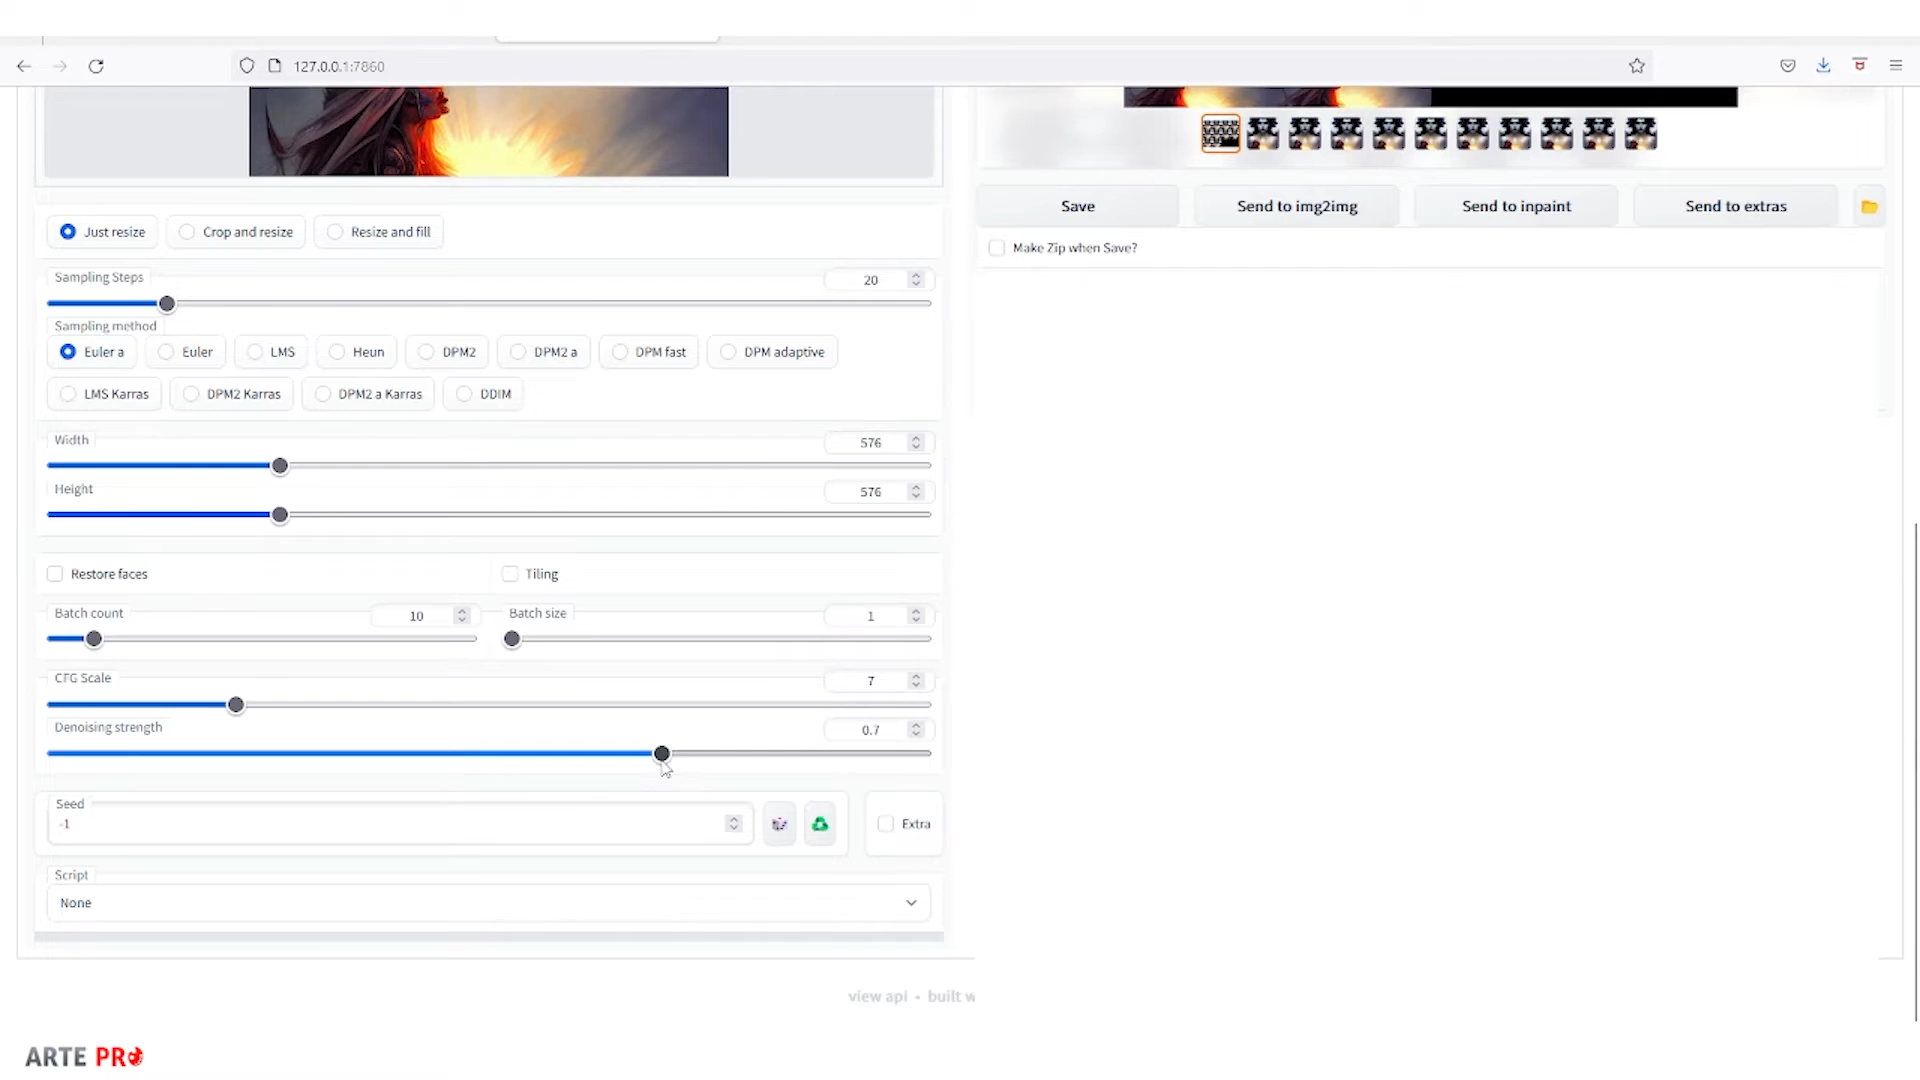 127.0.0.1:7860
Save
Send to img2img
Send to inpaint
Send to extras
Make Zip when Save?
Just resize
Crop and resize
Resize and fill
Sampling Steps
20
Sampling method
Euler a
Euler
LMS
Heun
DPM2
DPM2 a
DPM fast
DPM adaptive
LMS Karras
DPM2 Karras
DPM2 a Karras
DDIM
Width
576
Height
576
Restore faces
Tiling
Batch count
10
Batch size
1
CFG Scale
7
Denoising strength
0.7
Seed
-1
Extra
Script
None
view api • built w
ARTE PRO